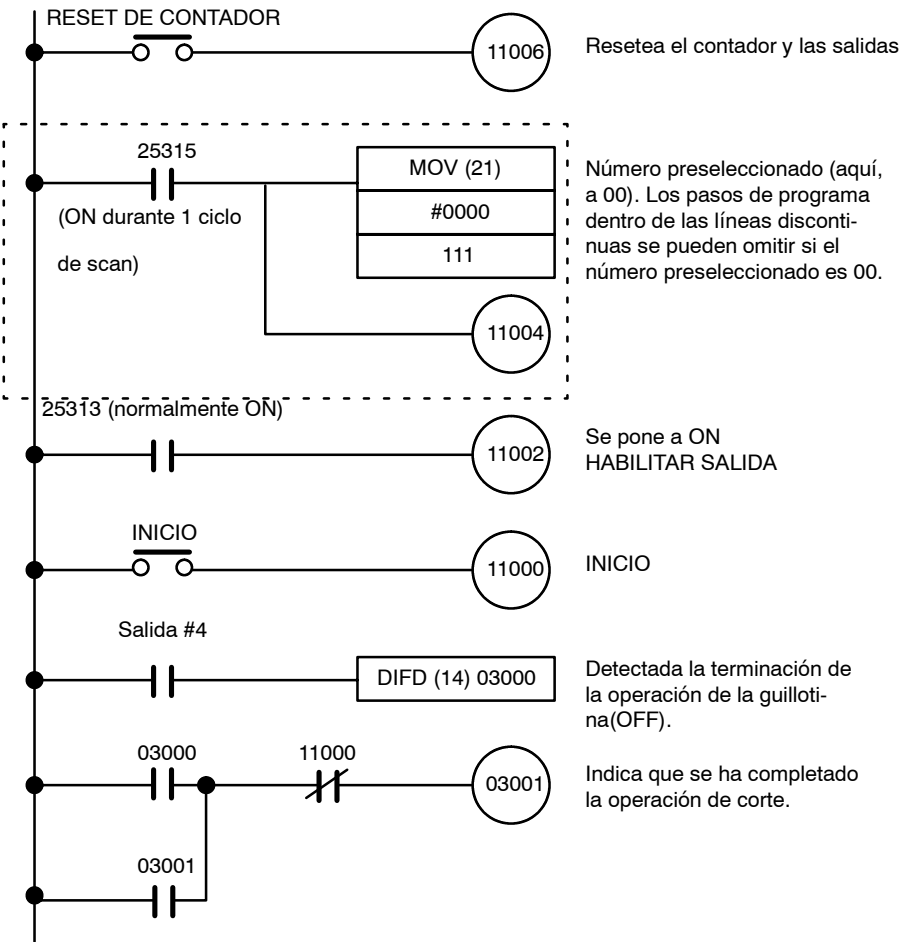 RESET DE CONTADOR
11006
Resetea el contador y las salidas
25315
MOV (21)
#0000
111
(ON durante 1 ciclo
de scan)
Número preseleccionado (aquí,
a 00). Los pasos de programa
dentro de las líneas disconti-
nuas se pueden omitir si el
número preseleccionado es 00.
11004
25313 (normalmente ON)
11002
Se pone a ON
HABILITAR SALIDA
INICIO
11000
INICIO
Salida #4
DIFD (14) 03000
Detectada la terminación de
la operación de la guilloti-
na(OFF).
03000
11000
03001
Indica que se ha completado
la operación de corte.
03001